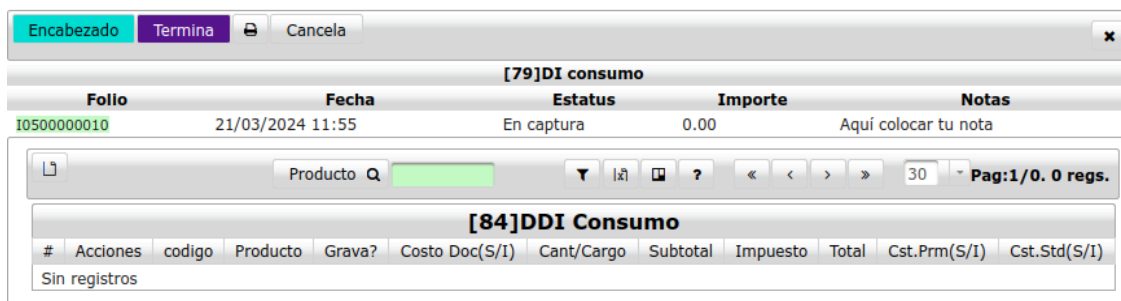 Encabezado Termina Cancela
[79]DI consumo
Folio Fecha Estatus Importe Notas
I0500000010 21/03/2024 11:55 En captura 0.00 Aquí colocar tu nota
Producto ? « ‹ › » 30 Pag:1/0. 0 regs.
[84]DDI Consumo
# Acciones codigo Producto Grava? Costo Doc(S/I) Cant/Cargo Subtotal Impuesto Total Cst.Prm(S/I) Cst.Std(S/I)
Sin registros